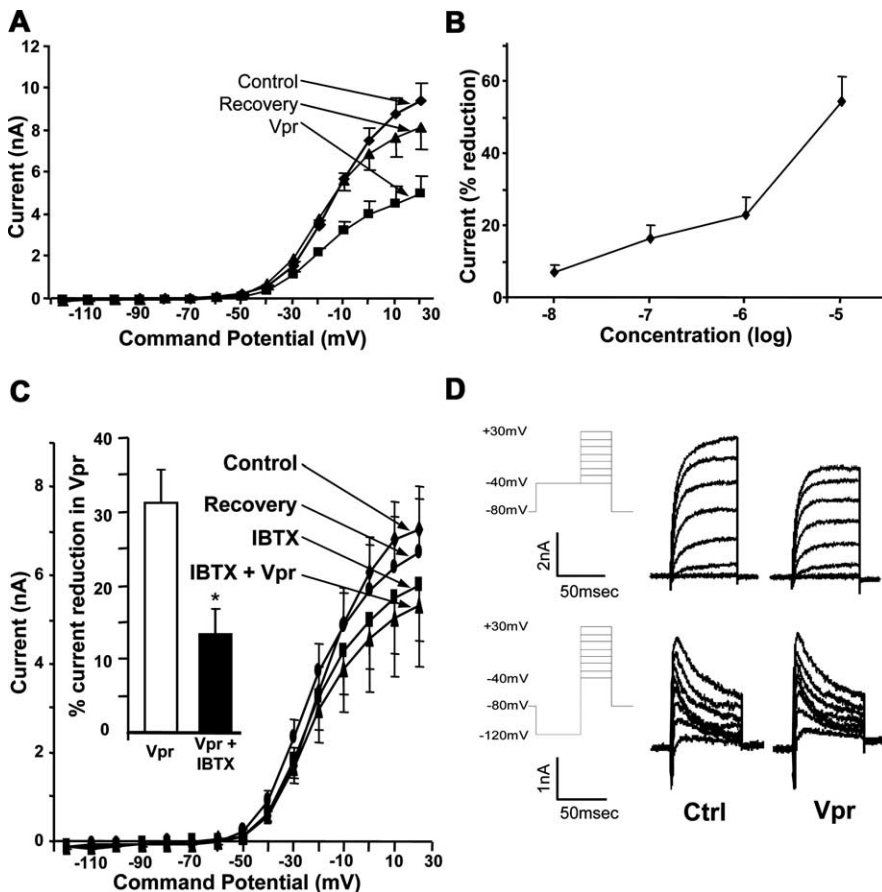 A
12
10
8
6
4
2
0
Current (nA)
Control
Recovery
Vpr
-110 -90 -70 -50 -30 -10 10 30
Command Potential (mV)
B
60
40
20
0
Current (% reduction)
-8 -7 -6 -5
Concentration (log)
C
8
6
4
2
0
Current (nA)
40
30
20
10
0
% current reduction in Vpr
*
Vpr
Vpr +
IBTX
Control
Recovery
IBTX
IBTX + Vpr
-110 -90 -70 -50 -30 -10 10 30
Command Potential (mV)
D
+30mV
-40mV
-80mV
2nA
50msec
+30mV
-40mV
-80mV
-120mV
1nA
50msec
Ctrl
Vpr